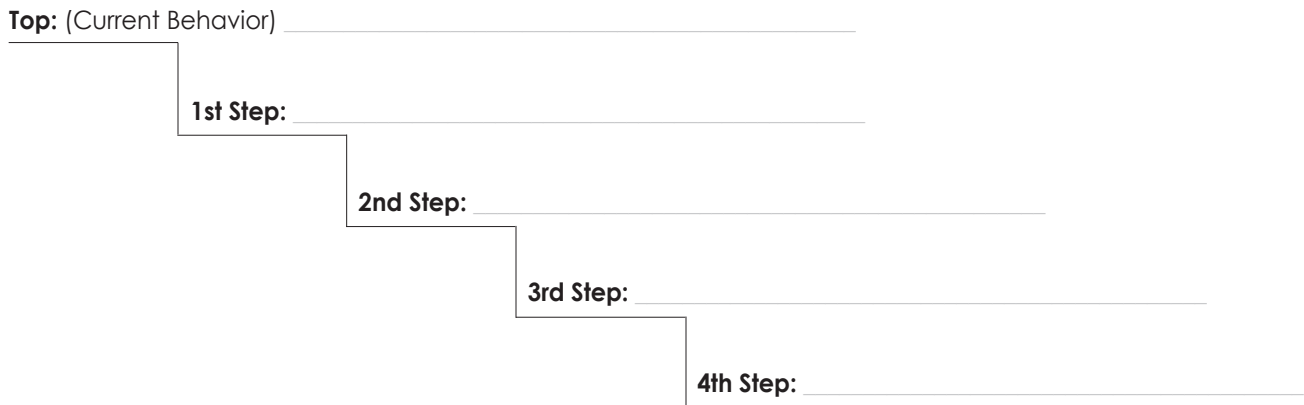 Top: (Current Behavior)
1st Step:
2nd Step:
3rd Step:
4th Step: